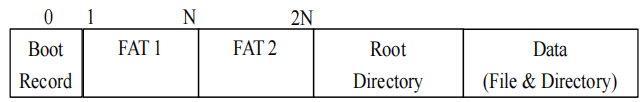 0 1 N 2N
Boot Record FAT 1 FAT 2 Root Directory Data (File & Directory)